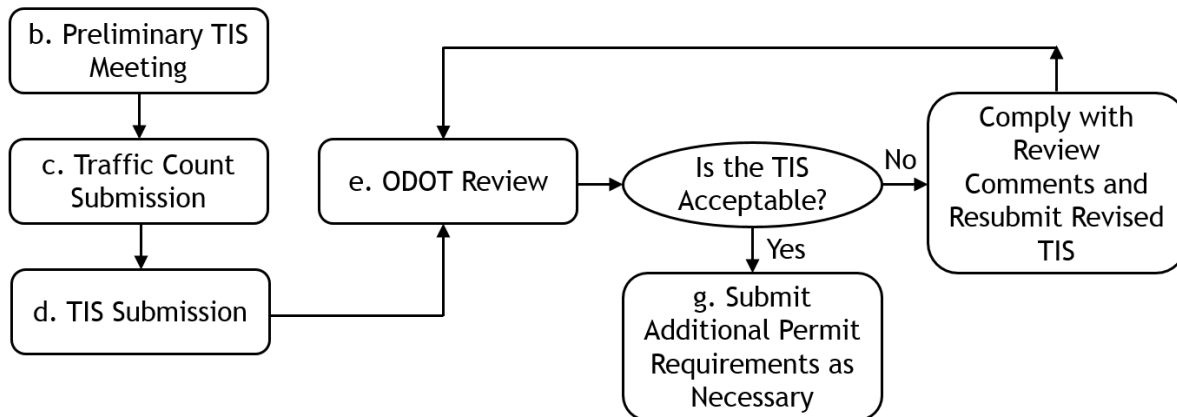 b. Preliminary TIS
Meeting
c. Traffic Count
Submission
d. TIS Submission
e. ODOT Review
Is the TIS
Acceptable?
No
Comply with
Review
Comments and
Resubmit Revised
TIS
Yes
g. Submit
Additional Permit
Requirements as
Necessary